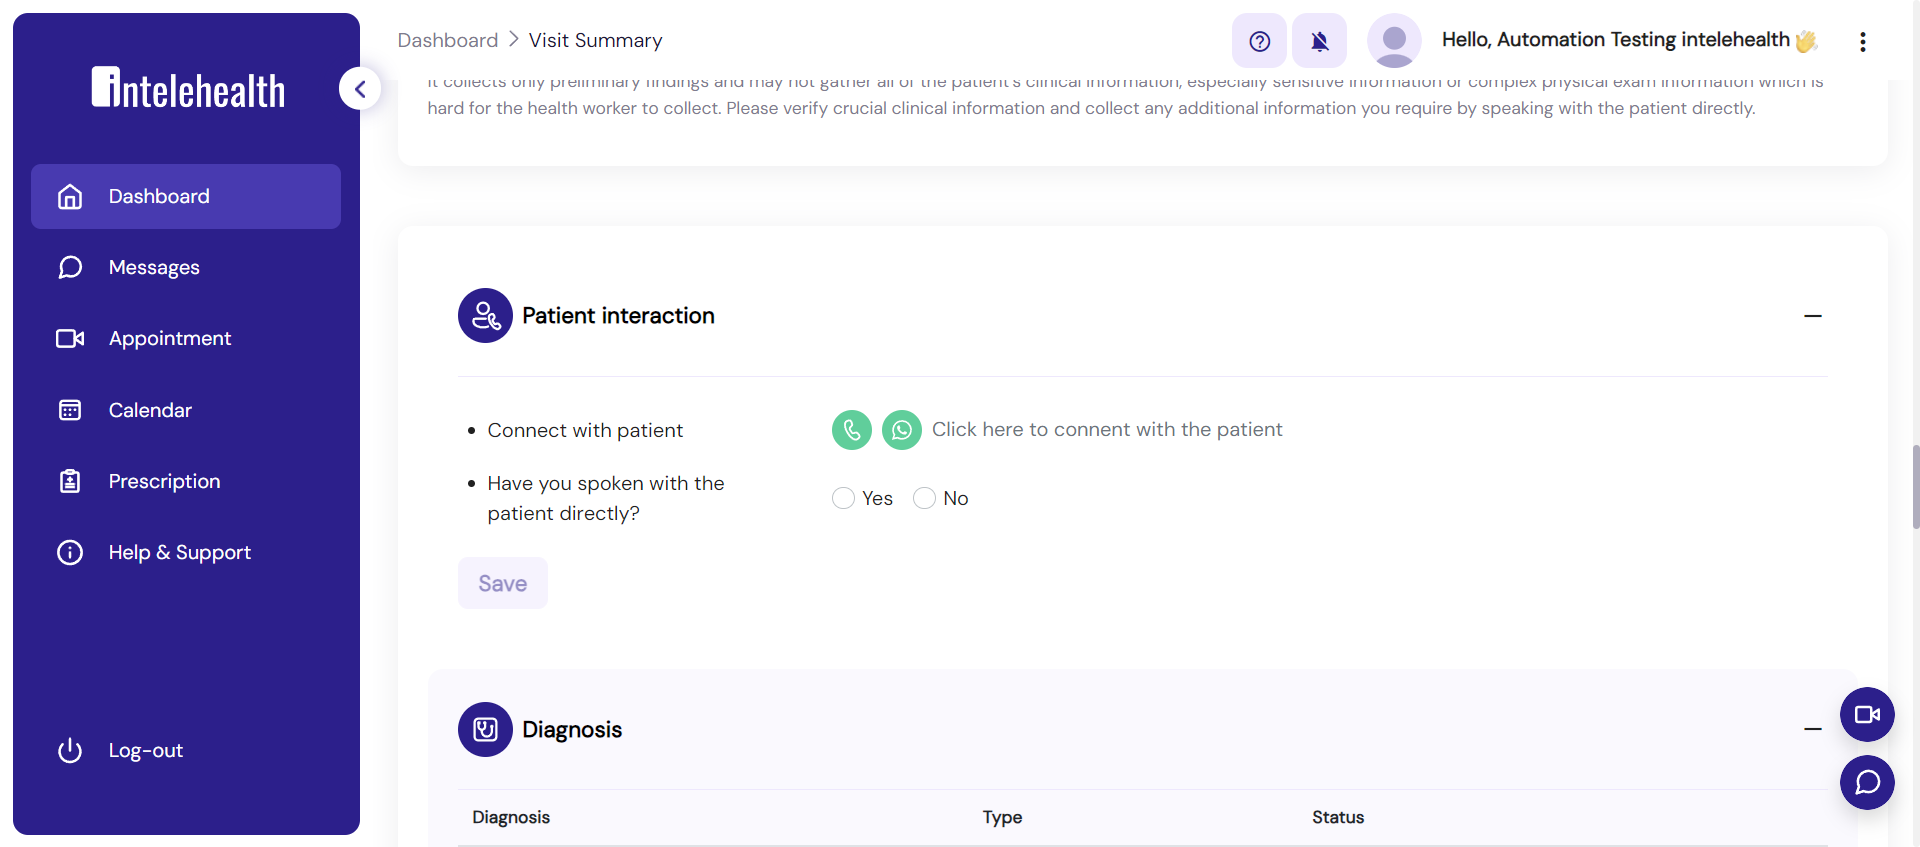 intelehealth
Dashboard
Messages
Appointment
Calendar
Prescription
Help & Support
Log-out
Dashboard > Visit Summary
Hello, Automation Testing intelehealth 👋
It collects only preliminary findings and may not gather all of the patient's clinical information, especially sensitive information or complex physical exam information which is
hard for the health worker to collect. Please verify crucial clinical information and collect any additional information you require by speaking with the patient directly.
Patient interaction
• Connect with patient
Click here to connent with the patient
• Have you spoken with the
patient directly?
Yes No
Save
Diagnosis
Diagnosis Type Status